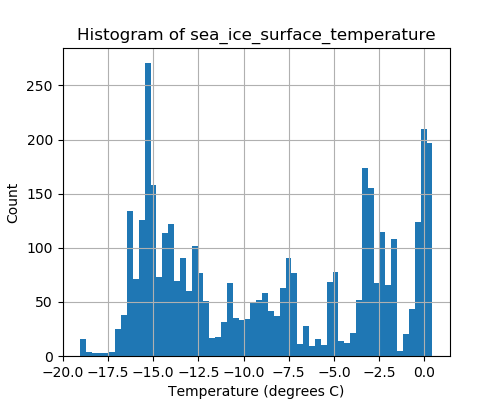 Histogram of sea_ice_surface_temperature
250
200
150
100
50
0
Count
−20.0 −17.5 −15.0 −12.5 −10.0 −7.5 −5.0 −2.5 0.0
Temperature (degrees C)